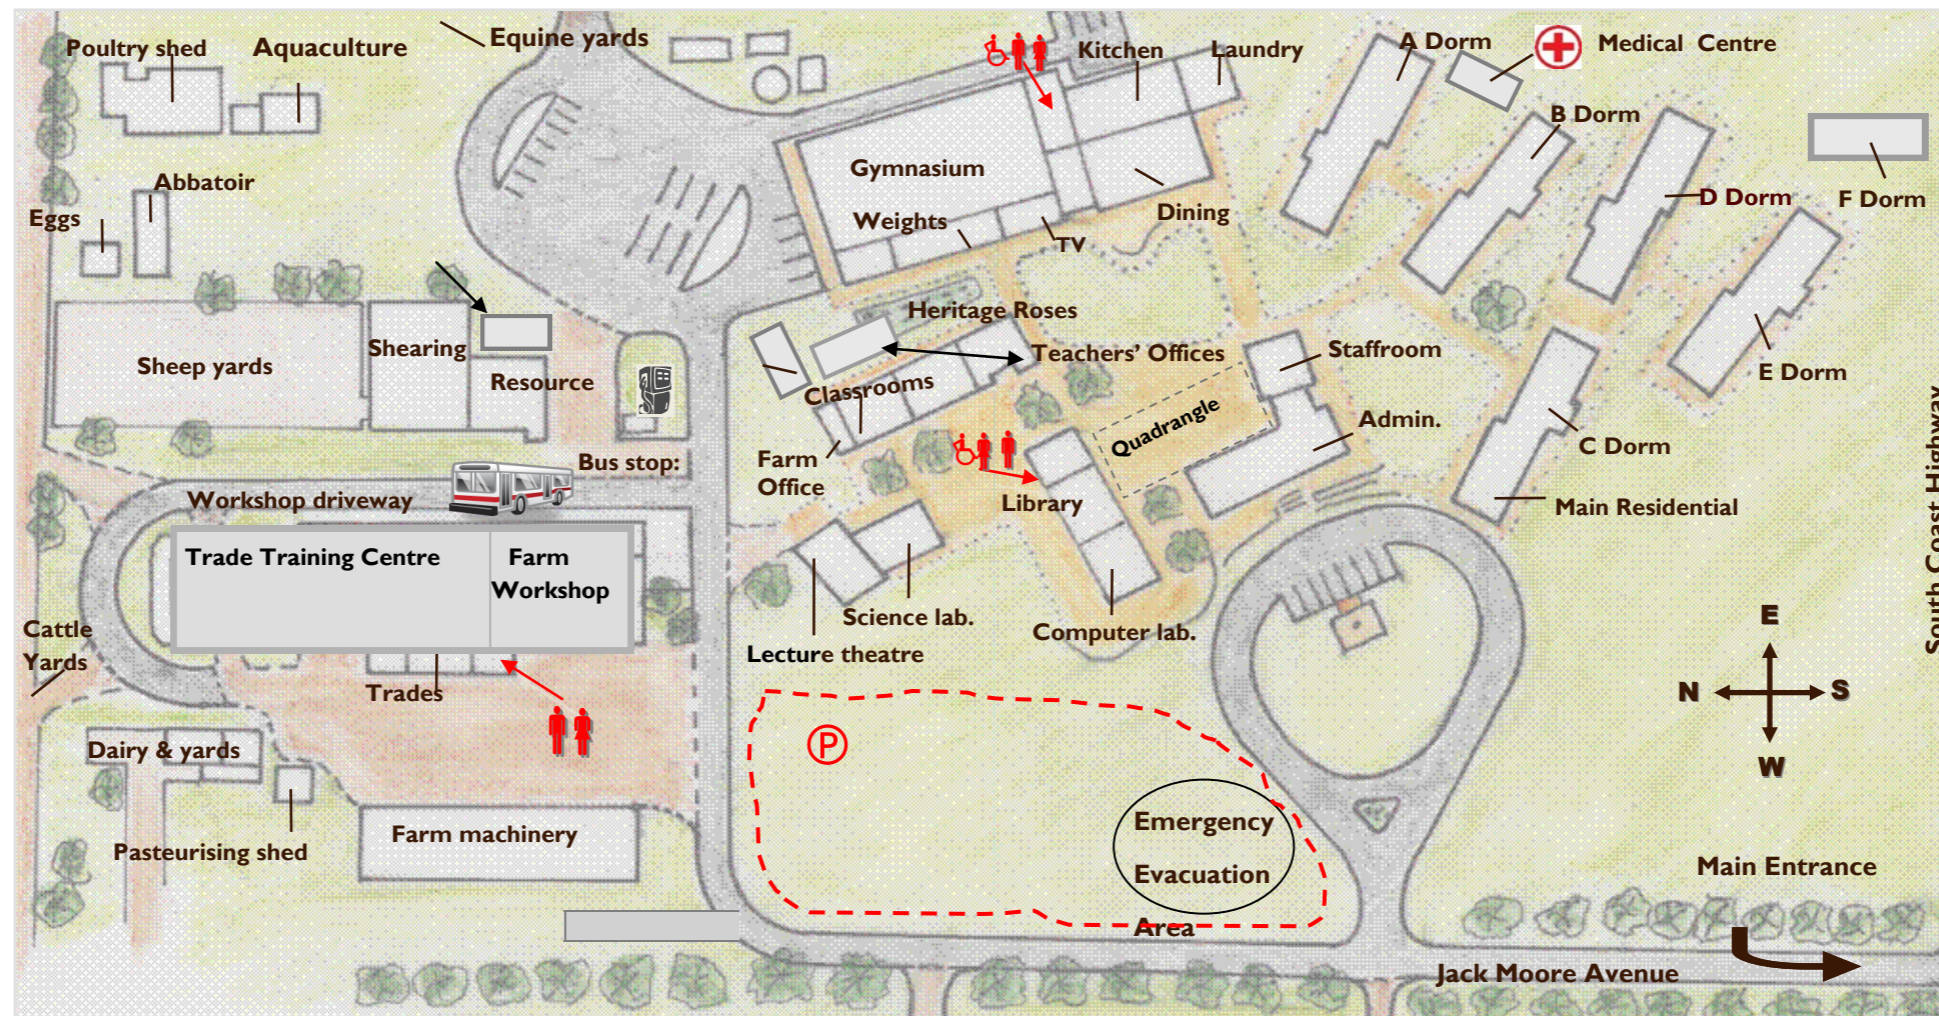 Poultry shed
Aquaculture
Equine yards
Kitchen
Laundry
A Dorm
Medical Centre
B Dorm
Abbatoir
Eggs
Gymnasium
Weights
TV
Dining
D Dorm
F Dorm
Heritage Roses
Shearing
Sheep yards
Resource
Teachers' Offices
Classrooms
Staffroom
E Dorm
Quadrangle
Admin.
C Dorm
South Coast Highway
Farm
Office
Bus stop:
Workshop driveway
Library
Main Residential
Trade Training Centre
Farm
Workshop
Science lab.
Computer lab.
Lecture theatre
Cattle
Yards
Trades
E
N
S
W
Dairy & yards
P
Pasteurising shed
Farm machinery
Emergency
Evacuation
Area
Main Entrance
Jack Moore Avenue